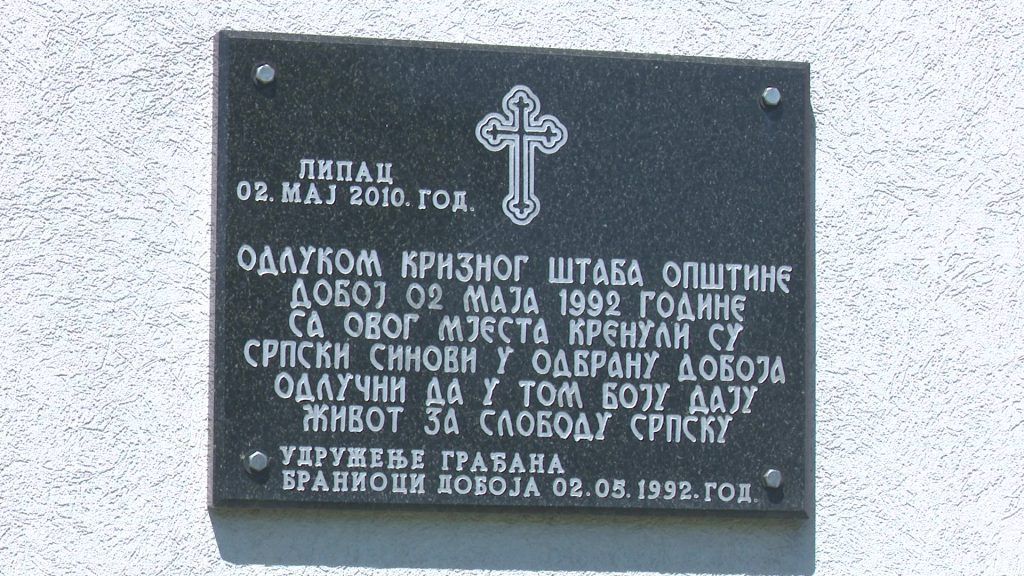 ЛИПАЦ
02. МАЈ 2010. ГОД.
ОДЛУКОМ КРИЗНОГ ШТАБА ОПШТИНЕ
ДОБОЈ 02 МАЈА 1992 ГОДИНЕ
СА ОВОГ МЈЕСТА КРЕНУЛИ СУ
СРПСКИ СИНОВИ У ОДБРАНУ ДОБОЈА
ОДЛУЧНИ ДА У ТОМ БОЈУ ДАЈУ
ЖИВОТ ЗА СЛОБОДУ СРПСКУ
УДРУЖЕЊЕ ГРАЂАНА
БРАНИОЦИ ДОБОЈА 02.05.1992.ГОД.